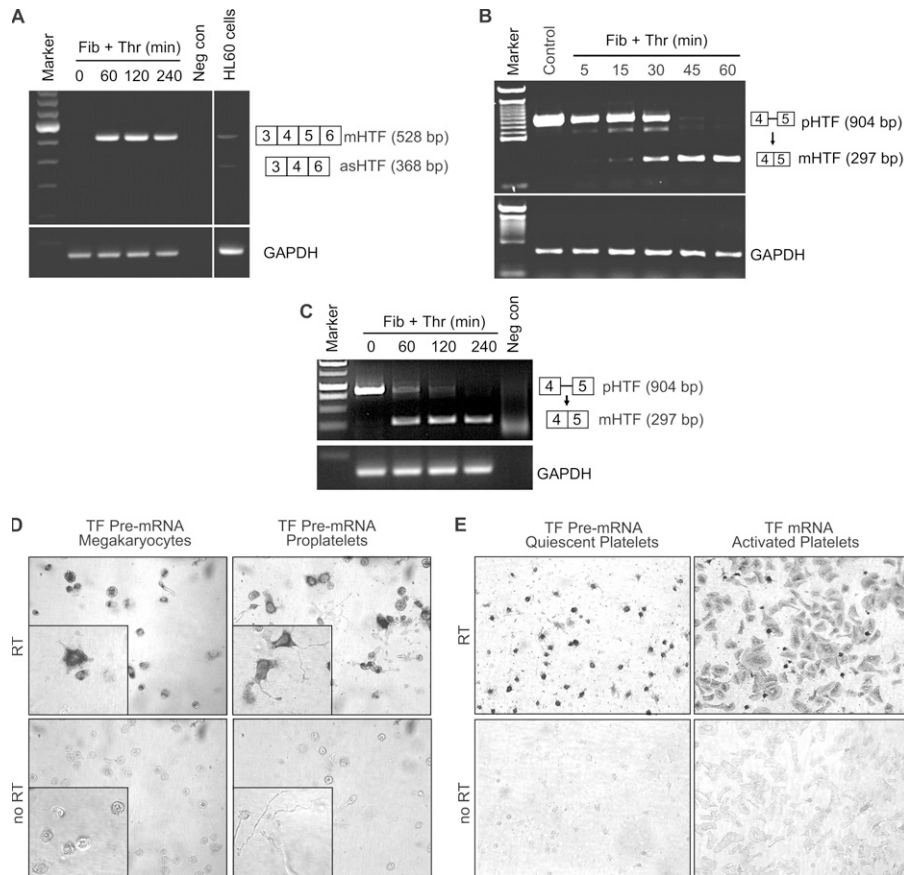 A
Fib + Thr (min)
Marker
0 60 120 240
Neg con
HL60 cells
3 4 5 6 mHTF (528 bp)
3 4 6 asHTF (368 bp)
GAPDH
B
Fib + Thr (min)
Marker
Control
5 15 30 45 60
4 5 pHTF (904 bp)
4 5 mHTF (297 bp)
GAPDH
C
Fib + Thr (min)
Marker
0 60 120 240
Neg con
4 5 pHTF (904 bp)
4 5 mHTF (297 bp)
GAPDH
D
TF Pre-mRNA
Megakaryocytes
TF Pre-mRNA
Proplatelets
RT
no RT
E
TF Pre-mRNA
Quiescent Platelets
TF mRNA
Activated Platelets
RT
no RT